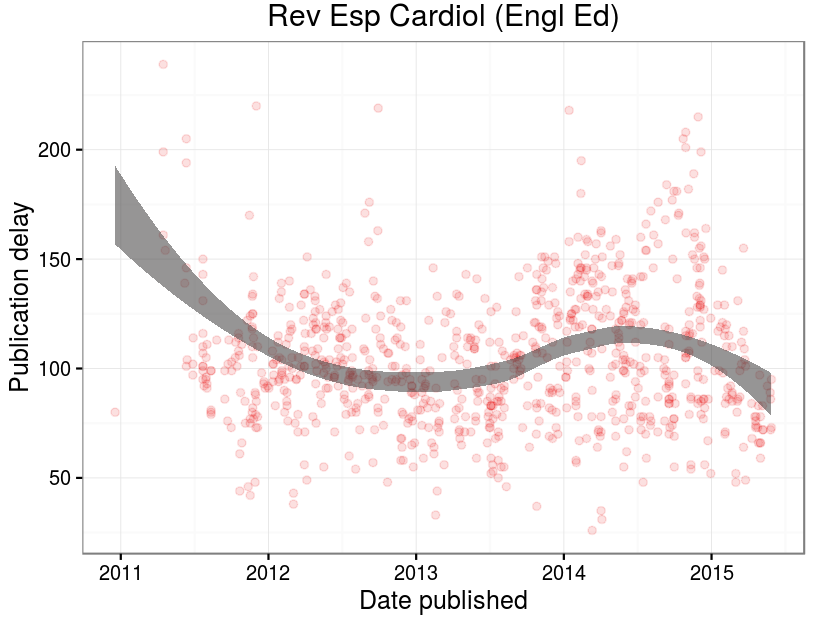 Rev Esp Cardiol (Engl Ed)
Publication delay
200
150
100
50
2011 2012 2013 2014 2015
Date published